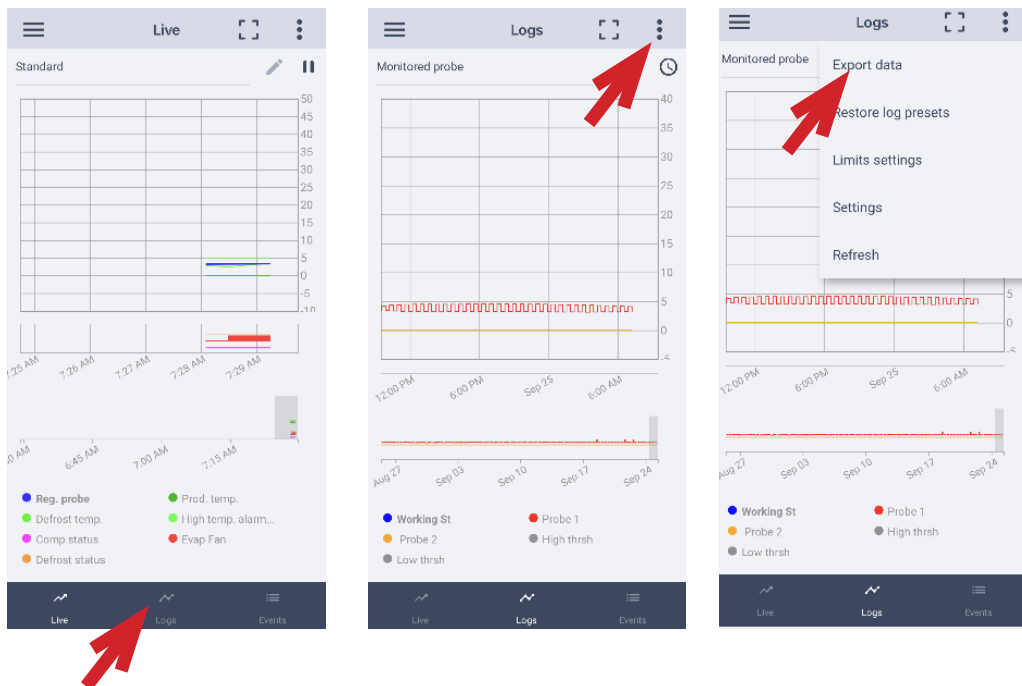 Live
Standard
50
45
40
35
30
25
20
15
10
5
0
-5
-10
7:25 AM
7:26 AM
7:27 AM
7:28 AM
7:29 AM
0 AM
6:45 AM
7:00 AM
7:15 AM
Reg. probe
Prod. temp.
Defrost temp.
High temp. alarm...
Comp status
Evap Fan
Defrost status
Live
Logs
Events
Logs
Monitored probe
40
35
30
25
20
15
10
5
0
-5
12:00 PM
6:00 PM
Sep 25
6:00 AM
Aug 27
Sep 03
Sep 10
Sep 17
Sep 24
Working St
Probe 1
Probe 2
High thrsh
Low thrsh
Live
Logs
Events
Logs
Monitored probe
Export data
Restore log presets
Limits settings
Settings
Refresh
5
0
-5
12:00 PM
6:00 PM
Sep 25
6:00 AM
Aug 27
Sep 03
Sep 10
Sep 17
Sep 24
Working St
Probe 1
Probe 2
High thrsh
Low thrsh
Live
Logs
Events